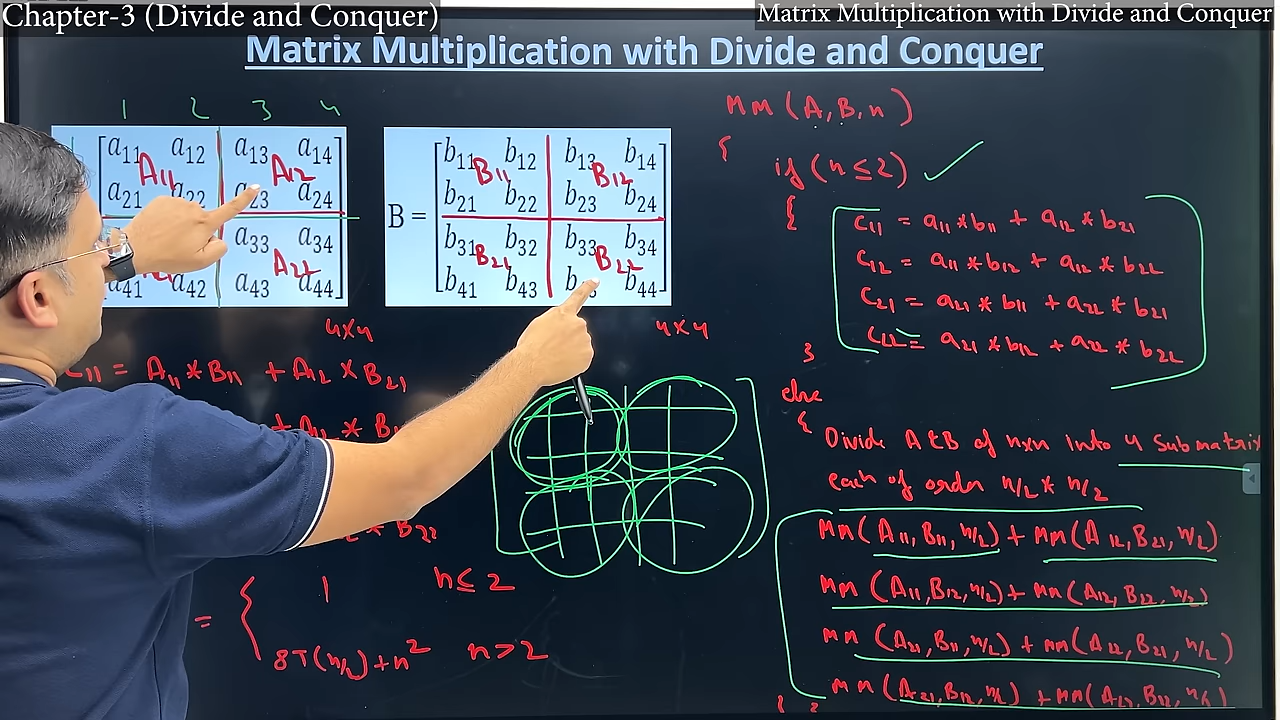 Chapter-3 (Divide and Conquer)
Matrix Multiplication with Divide and Conquer
Matrix Multiplication with Divide and Conquer
1 2 3 4
a11 a12 a13 a14
A11 A12
a21 a22 a23 a24
a33 a34
A22
a41 a42 a43 a44
4x4
B =
b11 b12 b13 b14
B11 B12
b21 b22 b23 b24
b31 b32 b33 b34
B21 B22
b41 b43 b44
4x4
C11 = A11 * B11 + A12 * B21
* B22
= { 1 n≤2
8T(n/2)+n² n>2
MM (A,B,n)
{
if (n≤2)
{
C11 = a11*b11 + a12*b21
C12 = a11*b12 + a12*b22
C21 = a21*b11 + a22*b21
C22 = a21*b12 + a22*b22
}
else
{
Divide A&B of nxn into 4 Submatrix
each of order n/2 * n/2
MM(A11,B11,n/2) + MM(A12,B21,n/2)
MM(A11,B12,n/2) + MM(A12,B22,n/2)
MM(A21,B11,n/2) + MM(A22,B21,n/2)
MM(A21,B12,n/2) + MM(